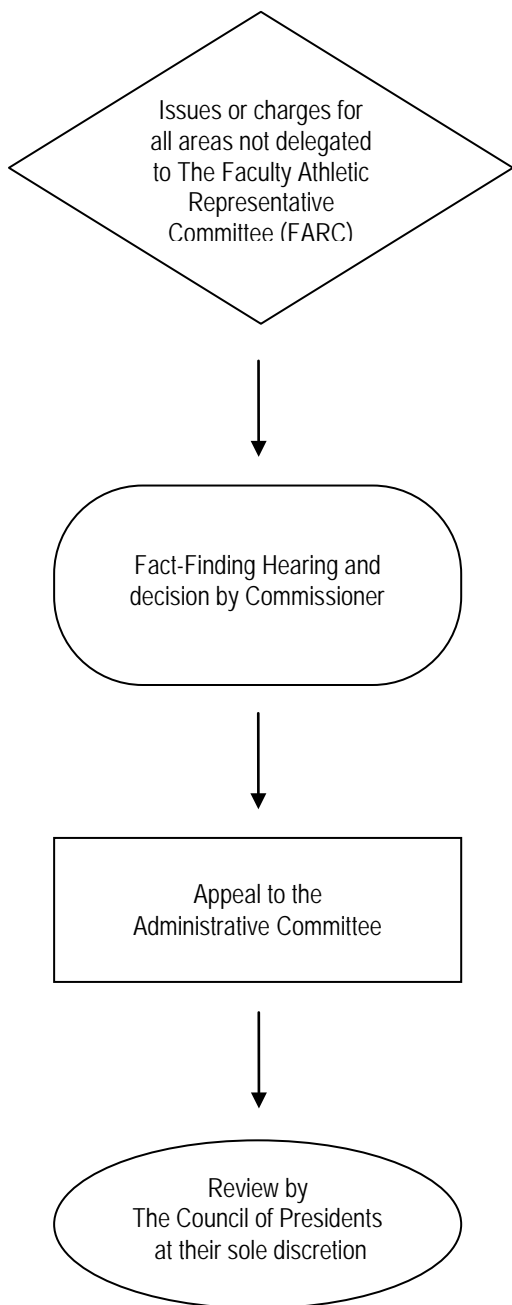 Issues or charges for
all areas not delegated
to The Faculty Athletic
Representative
Committee (FARC)
Fact-Finding Hearing and
decision by Commissioner
Appeal to the
Administrative Committee
Review by
The Council of Presidents
at their sole discretion